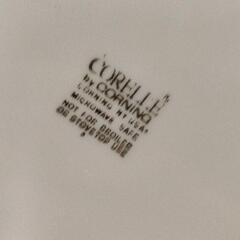 CORELLE®
by CORNING
CORNING NY USA
MICROWAVE SAFE
NOT FOR BROILER
OR STOVETOP USE